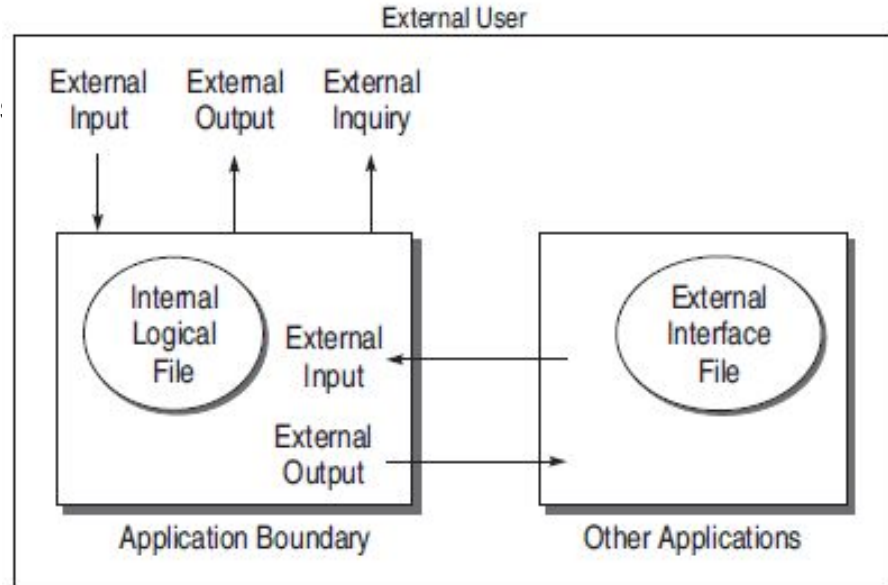 External User
External
Input
External
Output
External
Inquiry
Internal
Logical
File
External
Input
External
Output
External
Interface
File
Application Boundary
Other Applications